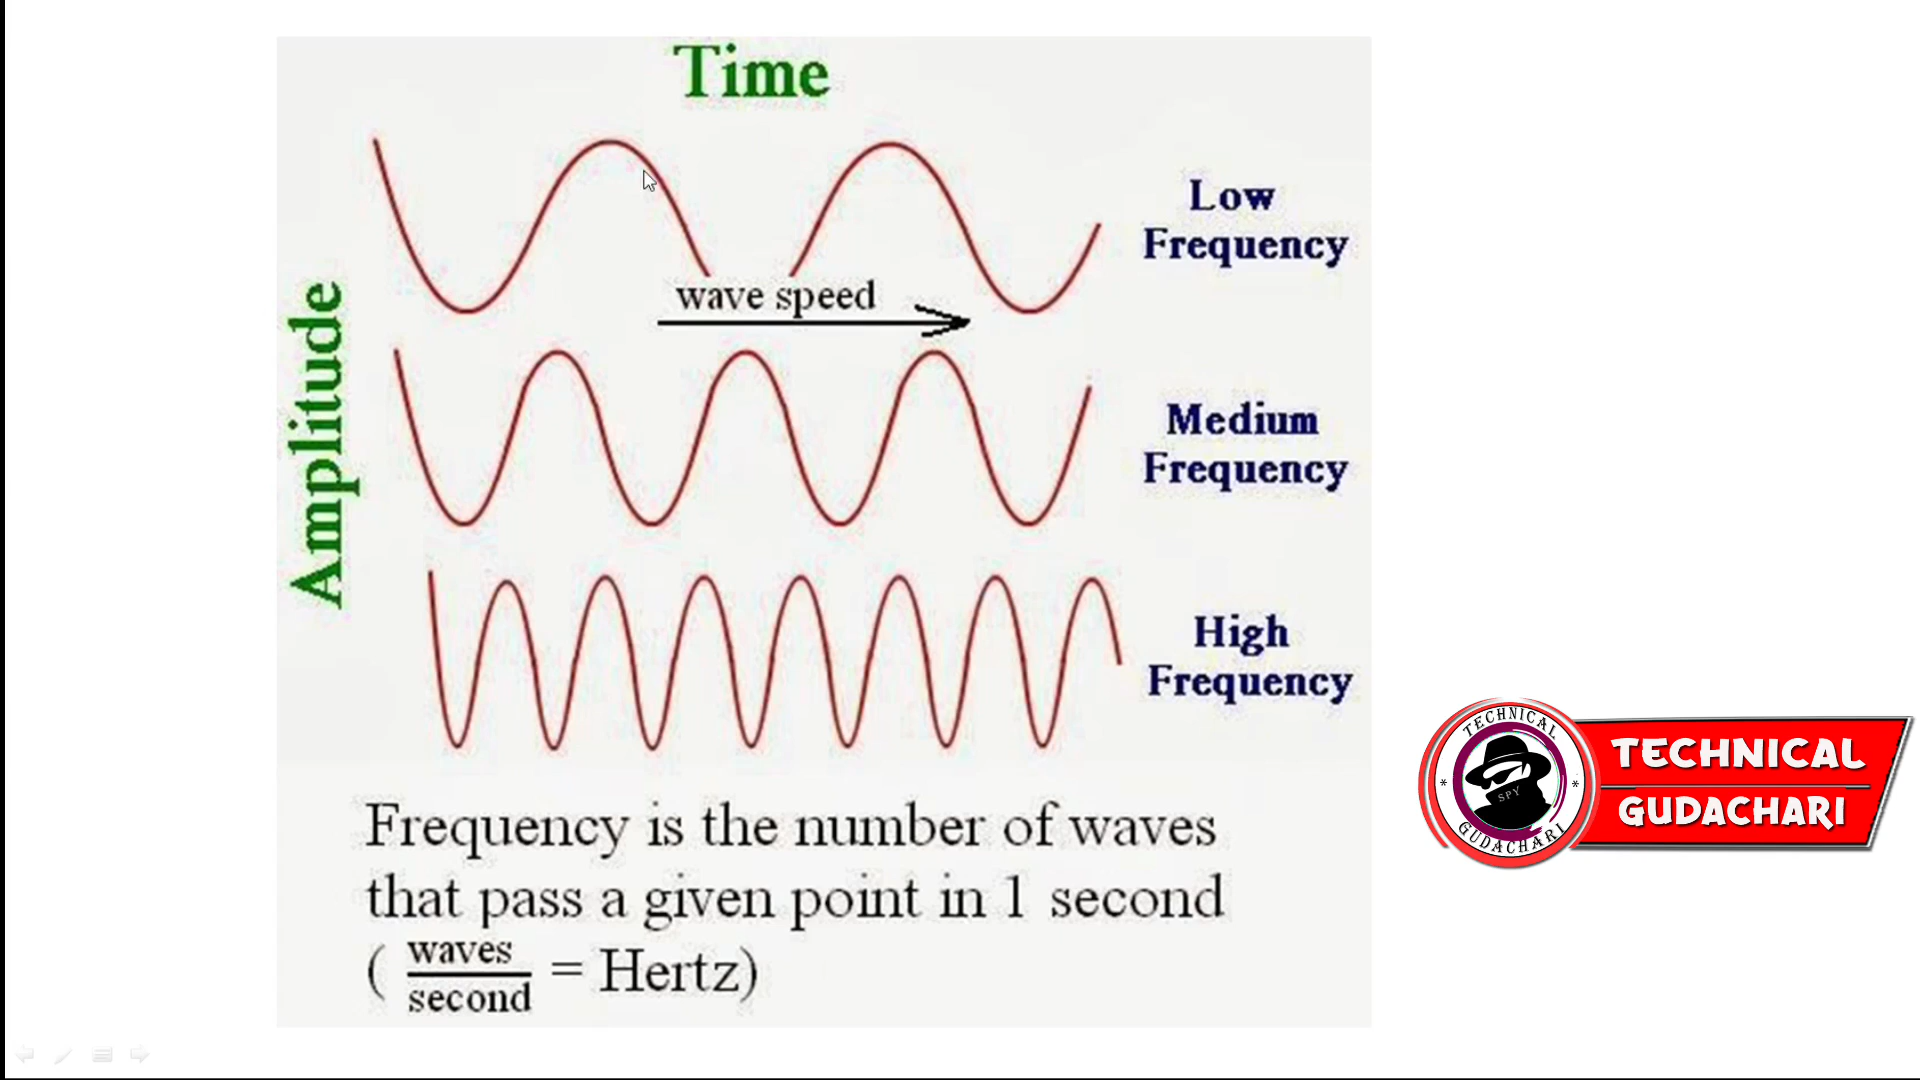 Time
Amplitude
Low
Frequency
wave speed
Medium
Frequency
High
Frequency
Frequency is the number of waves
that pass a given point in 1 second
( waves
second = Hertz)
TECHNICAL
SPY
GUDACHARI
TECHNICAL
GUDACHARI